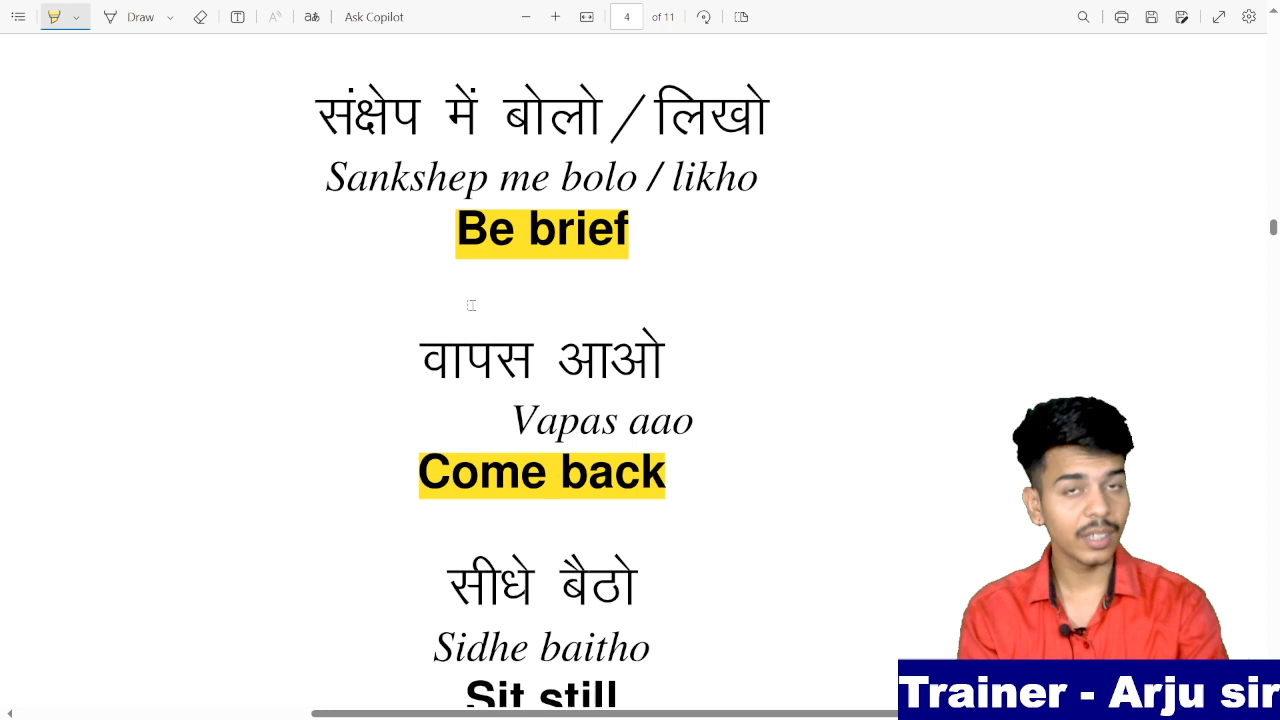 Draw
Ask Copilot
4
of 11
संक्षेप में बोलो / लिखो
Sankshep me bolo / likho
Be brief
वापस आओ
Vapas aao
Come back
सीधे बैठो
Sidhe baitho
Sit still
Trainer - Arju sir